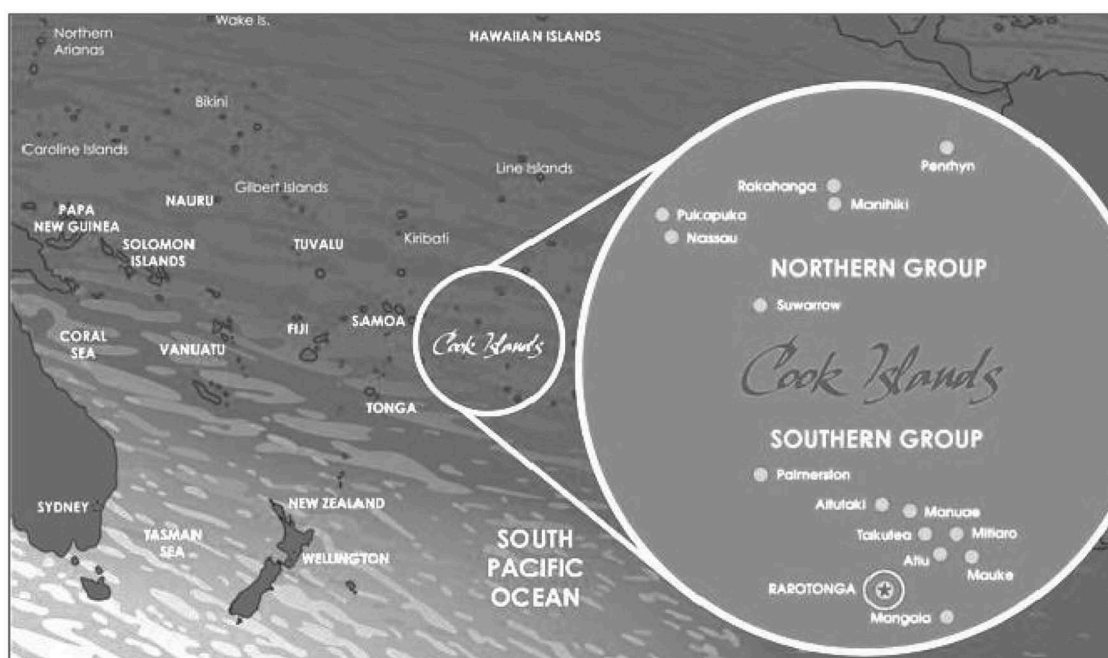 Wake Is.
Northern
Arianas
HAWAIIAN ISLANDS
Bikini
Caroline Islands
Line Islands
Gilbert Islands
NAURU
PAPA
NEW GUINEA
SOLOMON
ISLANDS
TUVALU
Kiribati
CORAL
SEA
VANUATU
FIJI
SAMOA
Cook Islands
TONGA
SYDNEY
TASMAN
SEA
NEW ZEALAND
WELLINGTON
SOUTH
PACIFIC
OCEAN
Penrhyn
Rakahanga
Manihiki
Pukapuka
Nassau
NORTHERN GROUP
Suwarrow
Cook Islands
SOUTHERN GROUP
Palmerston
Aitutaki
Manuae
Takutea
Mitiaro
Atiu
Mauke
RAROTONGA
Mangaia